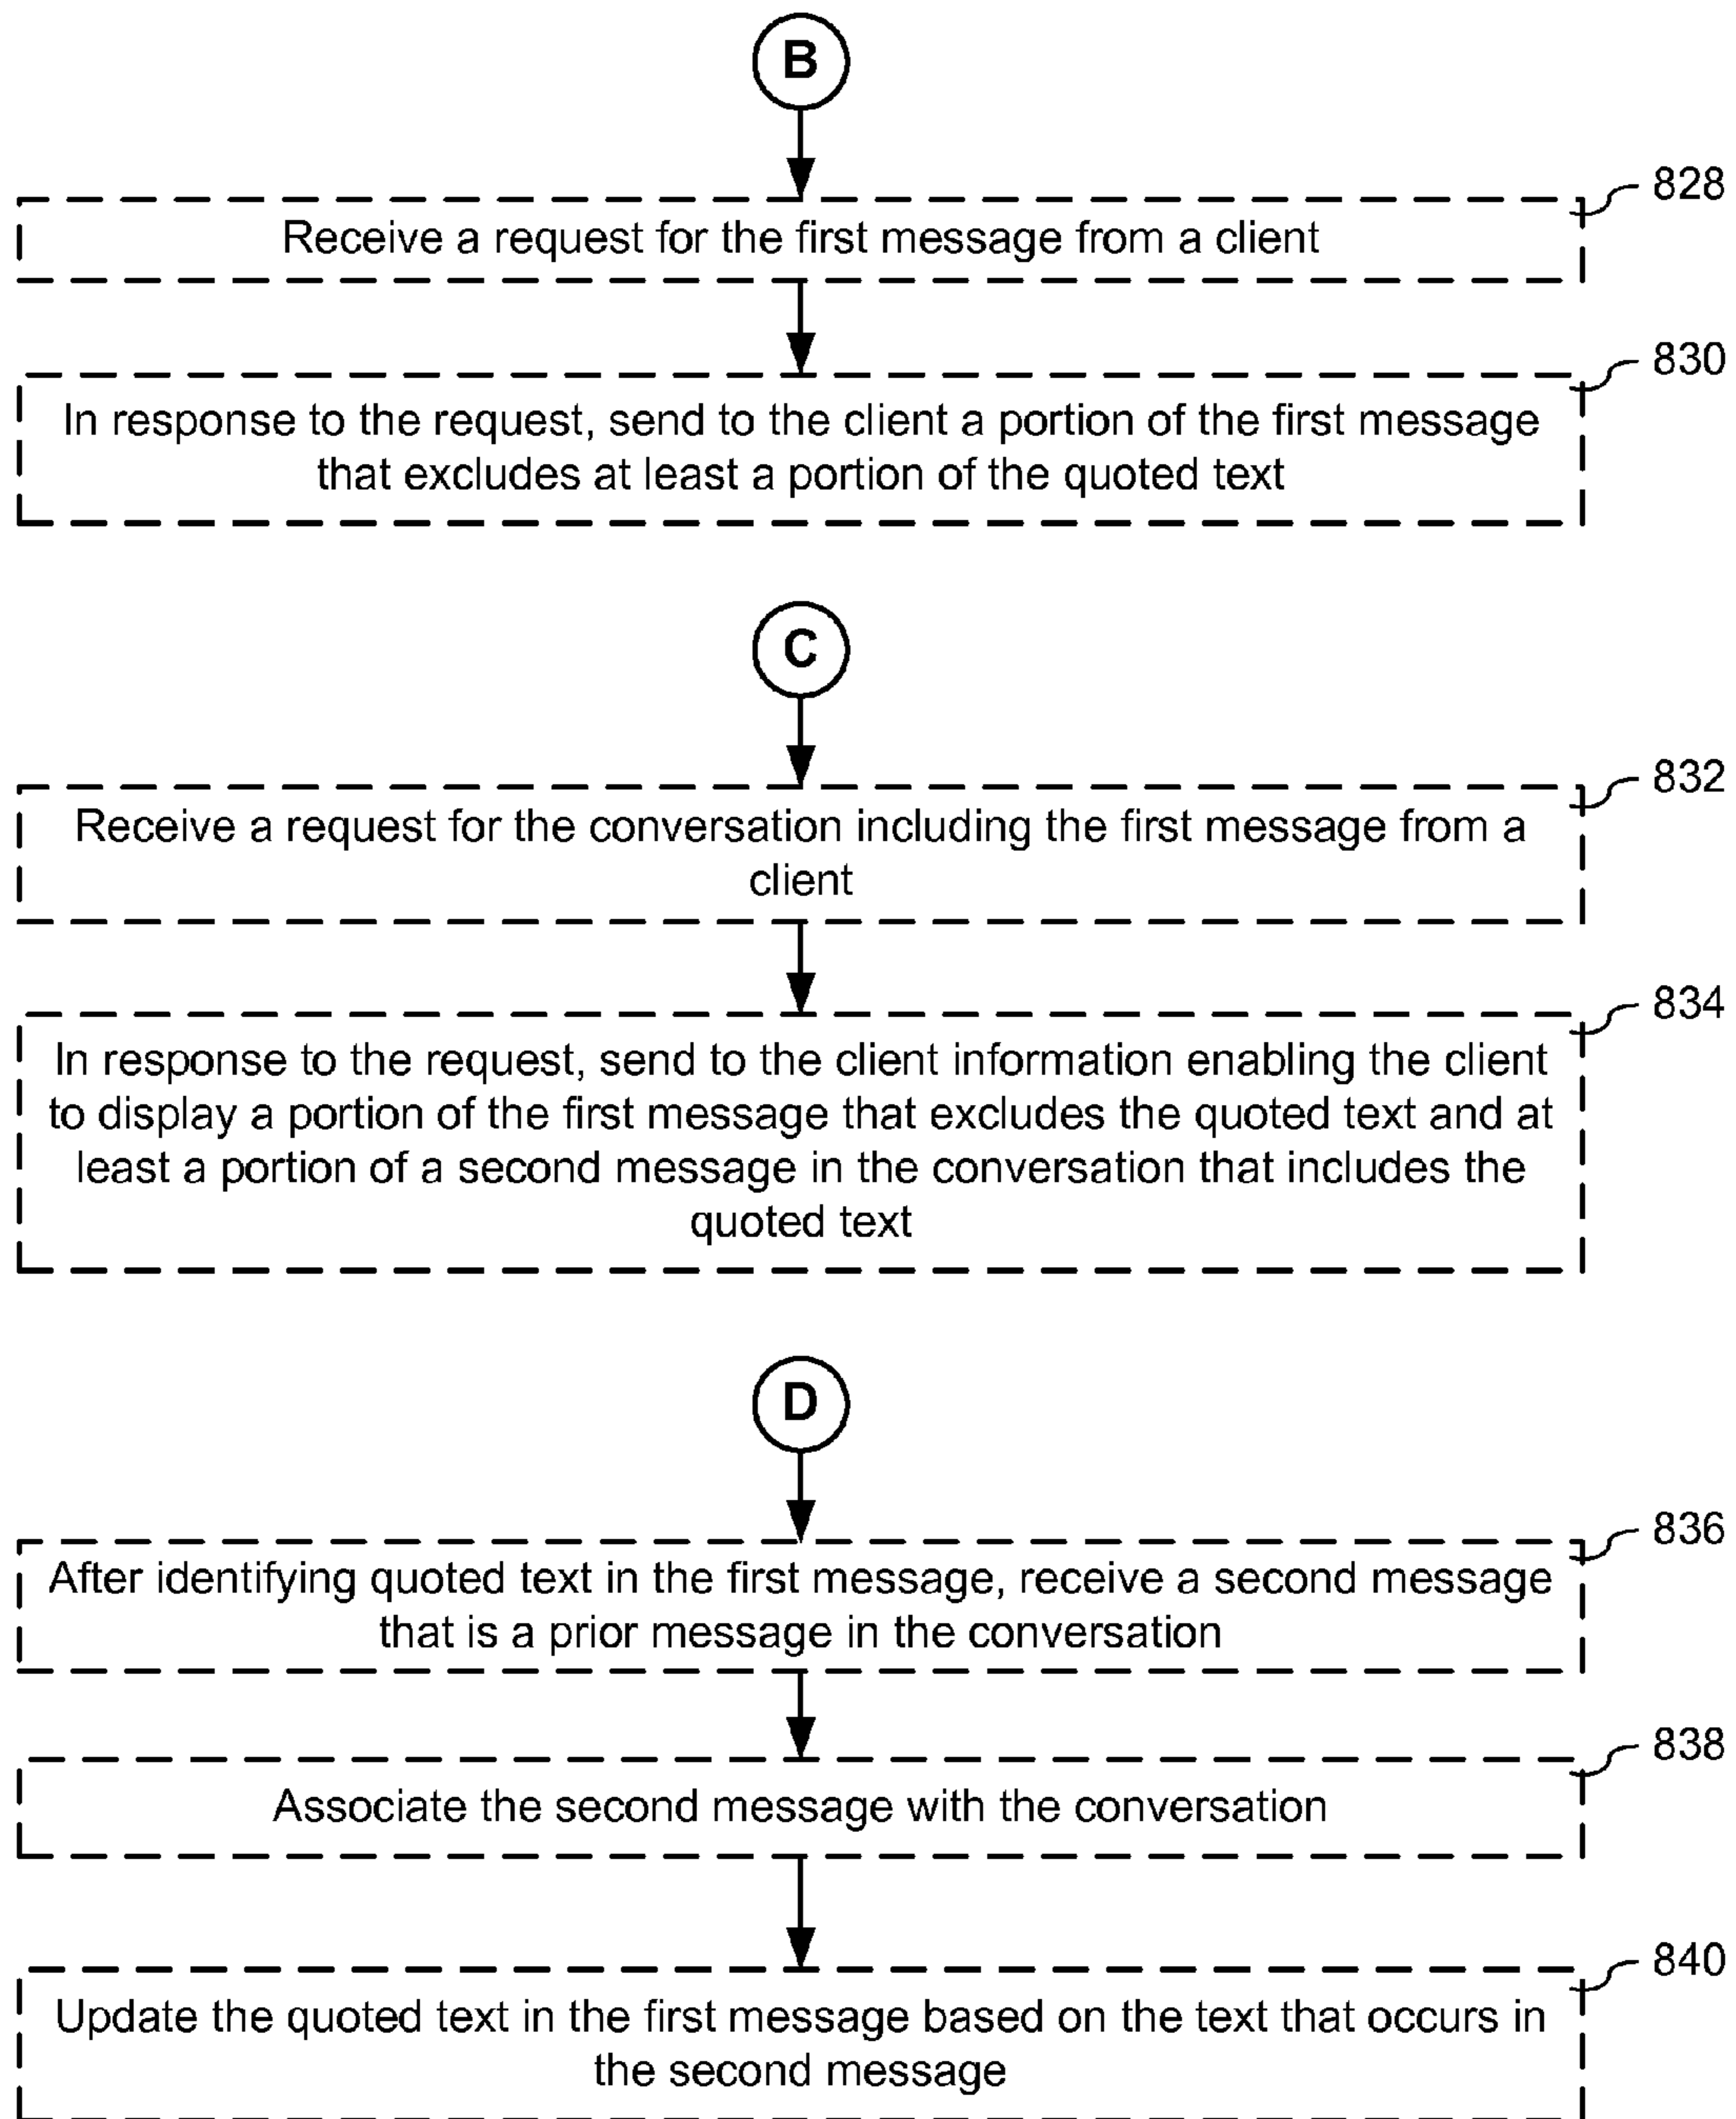 B
828
Receive a request for the first message from a client
830
In response to the request, send to the client a portion of the first message
that excludes at least a portion of the quoted text
C
832
Receive a request for the conversation including the first message from a
client
834
In response to the request, send to the client information enabling the client
to display a portion of the first message that excludes the quoted text and at
least a portion of a second message in the conversation that includes the
quoted text
D
836
After identifying quoted text in the first message, receive a second message
that is a prior message in the conversation
838
Associate the second message with the conversation
840
Update the quoted text in the first message based on the text that occurs in
the second message